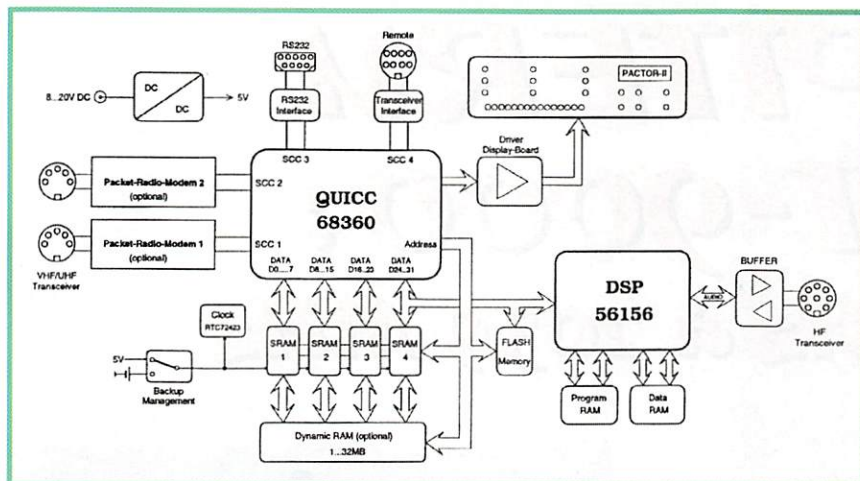 RS232
Remote
8...20V DC
DC
DC
5V
RS232
Interface
Transceiver
Interface
PACTOR-II
Driver
Display-Board
SCC 3
SCC 4
Packet-Radio-Modem 2
(optional)
SCC 2
QUICC
68360
Packet-Radio-Modem 1
(optional)
SCC 1
Address
VHF/UHF
Transceiver
DATA
D0....7
DATA
D8...15
DATA
D16...23
DATA
D24...31
DSP
56156
BUFFER
AUDIO
HF
Transceiver
Clock
RTC72423
SRAM
1
SRAM
2
SRAM
3
SRAM
4
FLASH
Memory
5V
Backup
Management
Program
RAM
Data
RAM
Dynamic RAM (optional)
1...32MB